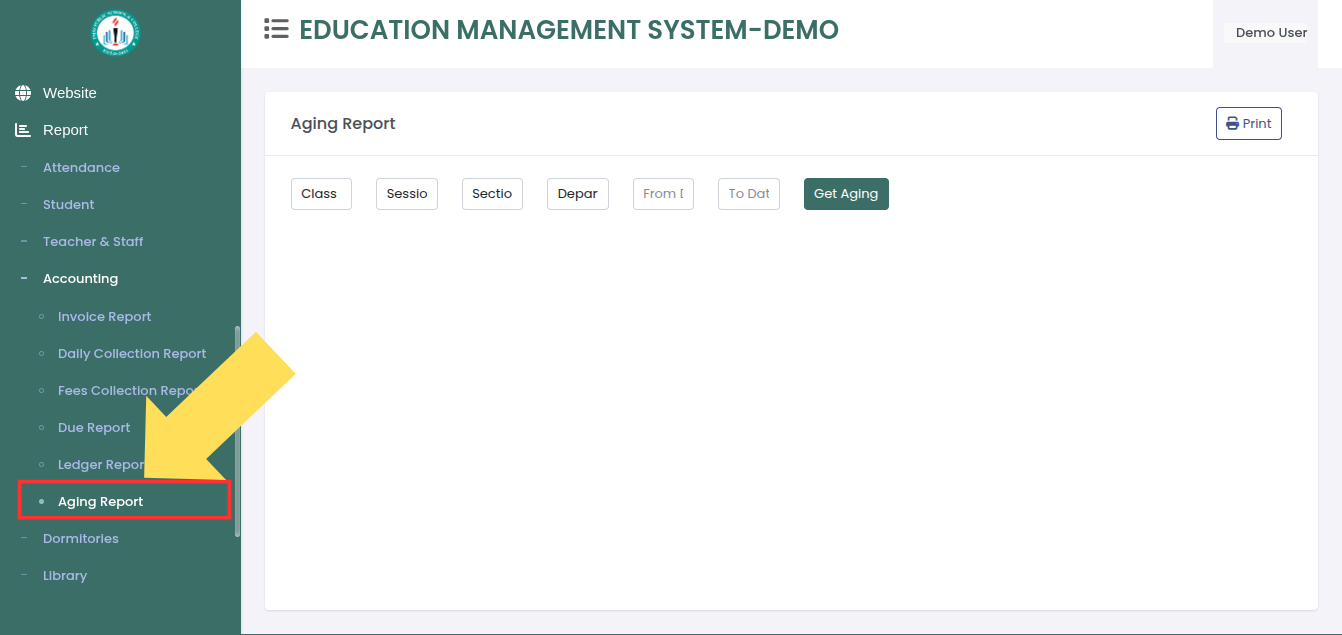 EDUCATION MANAGEMENT SYSTEM-DEMO
Demo User
Website
Report
Attendance
Student
Teacher & Staff
Accounting
Invoice Report
Daily Collection Report
Fees Collection Repo
Due Report
Ledger Repor
Aging Report
Dormitories
Library
Aging Report
Print
Class
Sessio
Sectio
Depar
From D
To Dat
Get Aging